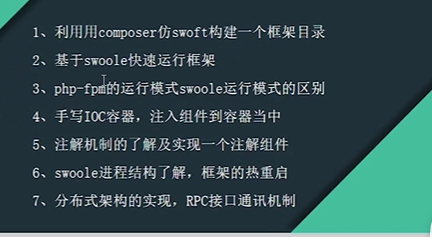 1、利用用composer仿swoft构建一个框架目录
2、基于swoole快速运行框架
3、php-fpm的运行模式swoole运行模式的区别
4、手写IOC容器，注入组件到容器当中
5、注解机制的了解及实现一个注解组件
6、swoole进程结构了解，框架的热重启
7、分布式架构的实现，RPC接口通讯机制